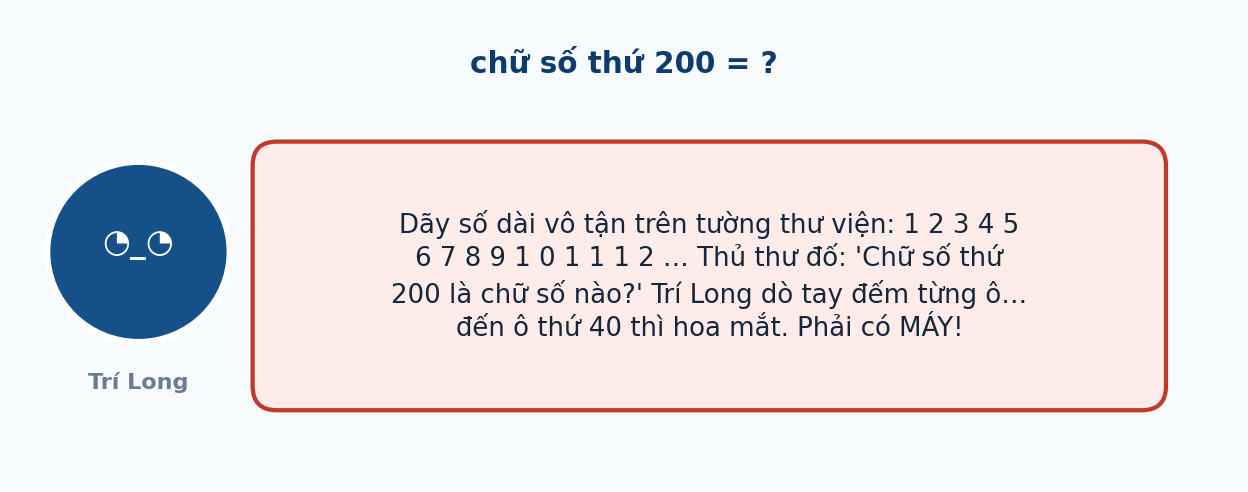 chữ số thứ 200 = ?
Dãy số dài vô tận trên tường thư viện: 1 2 3 4 5
6 7 8 9 1 0 1 1 1 2 … Thủ thư đố: 'Chữ số thứ
200 là chữ số nào?' Trí Long dò tay đếm từng ô…
đến ô thứ 40 thì hoa mắt. Phải có MÁY!
◔_◔
Trí Long